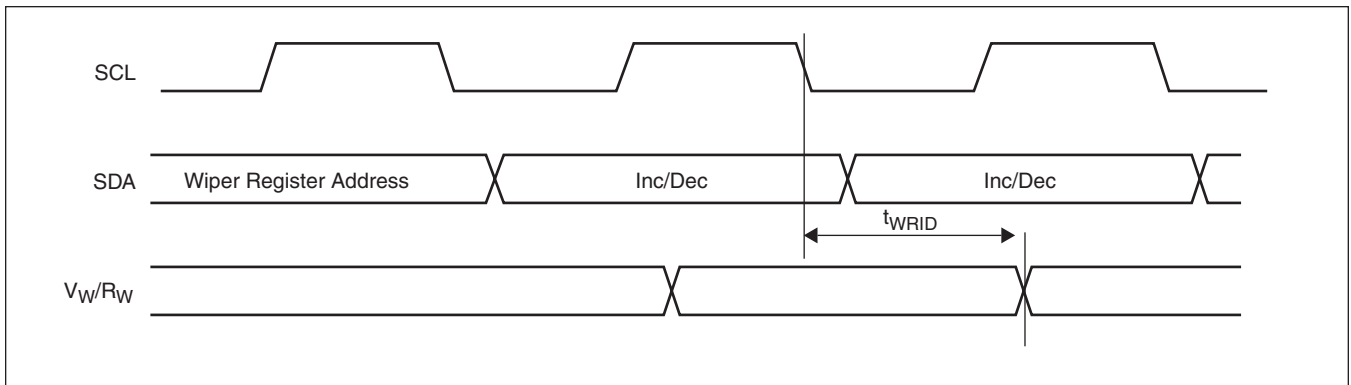 SCL
SDA Wiper Register Address Inc/Dec Inc/Dec
tWRID
VW/RW